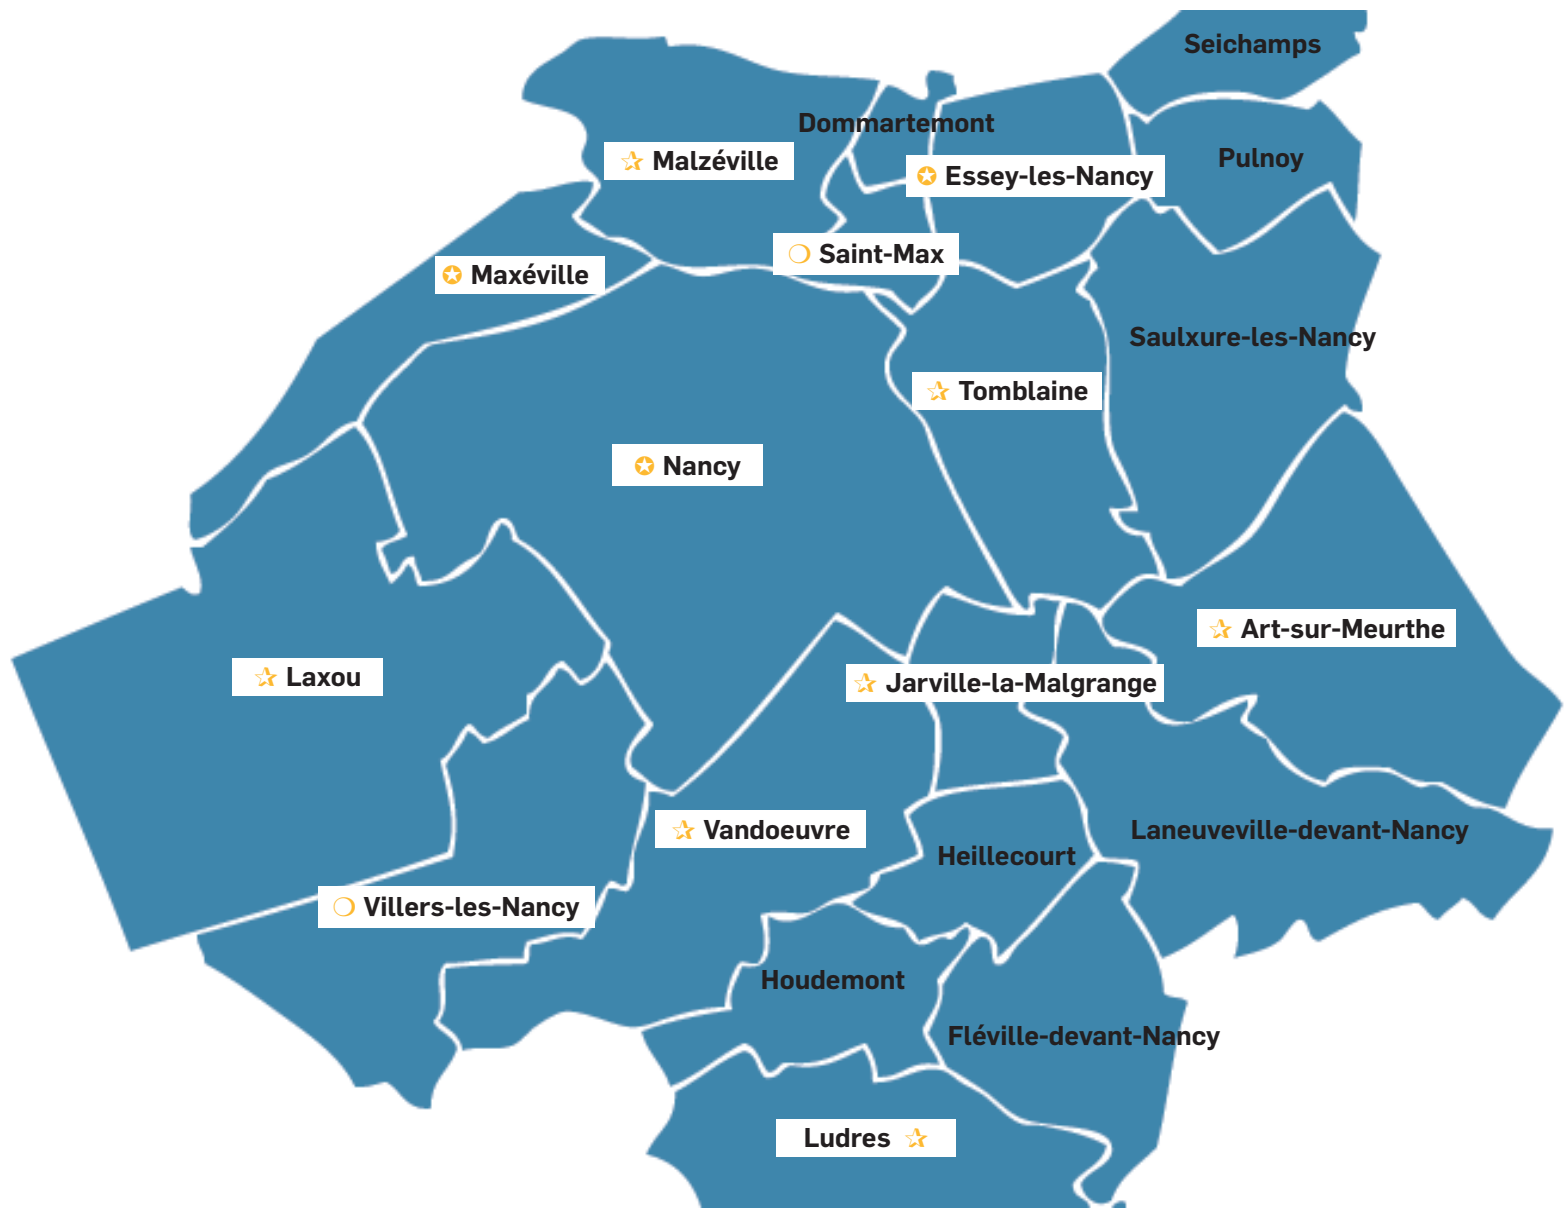 Seichamps
Dommartemont
✰ Malzéville
Pulnoy
✪ Essey-les-Nancy
❍ Saint-Max
✪ Maxéville
Saulxure-les-Nancy
✰ Tomblaine
✪ Nancy
✰ Art-sur-Meurthe
✰ Laxou
✰ Jarville-la-Malgrange
✰ Vandoeuvre
Laneuveville-devant-Nancy
Heillecourt
❍ Villers-les-Nancy
Houdemont
Fléville-devant-Nancy
Ludres ✰